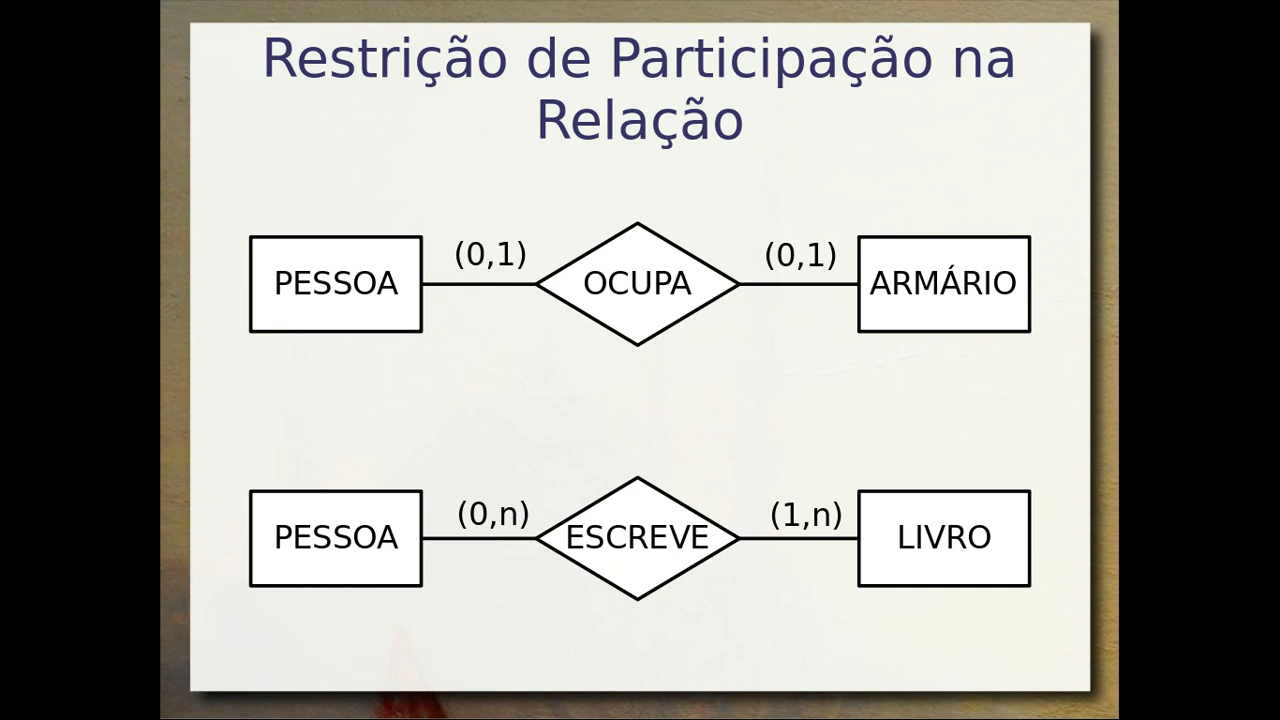 Restrição de Participação na
Relação
(0,1) (0,1)
PESSOA OCUPA ARMÁRIO
(0,n) (1,n)
PESSOA ESCREVE LIVRO